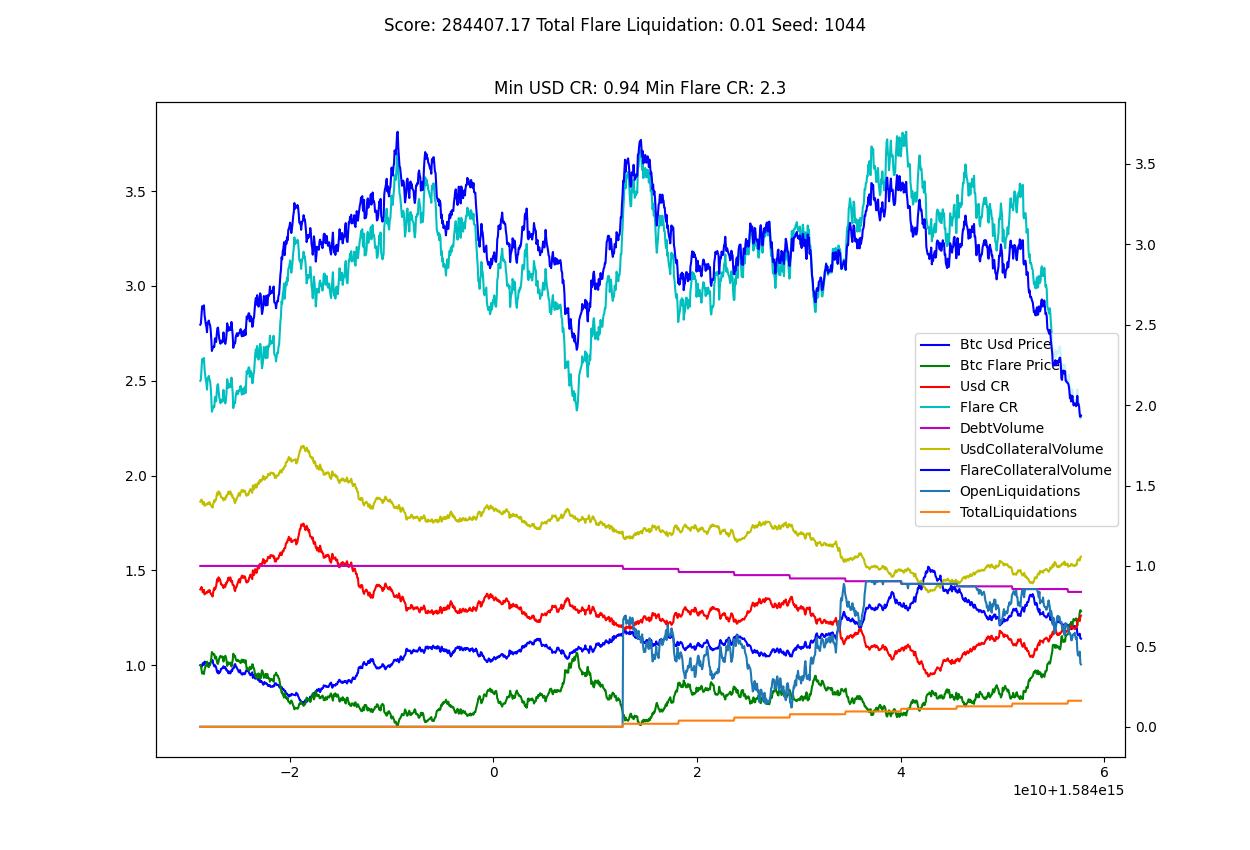 Score: 284407.17 Total Flare Liquidation: 0.01 Seed: 1044
Min USD CR: 0.94 Min Flare CR: 2.3
3.5
3.0
2.5
2.0
1.5
1.0
3.5
3.0
2.5
2.0
1.5
1.0
0.5
0.0
Btc Usd Price
Btc Flare Price
Usd CR
Flare CR
DebtVolume
UsdCollateralVolume
FlareCollateralVolume
OpenLiquidations
TotalLiquidations
−2
0
2
4
6
1e10+1.584e15